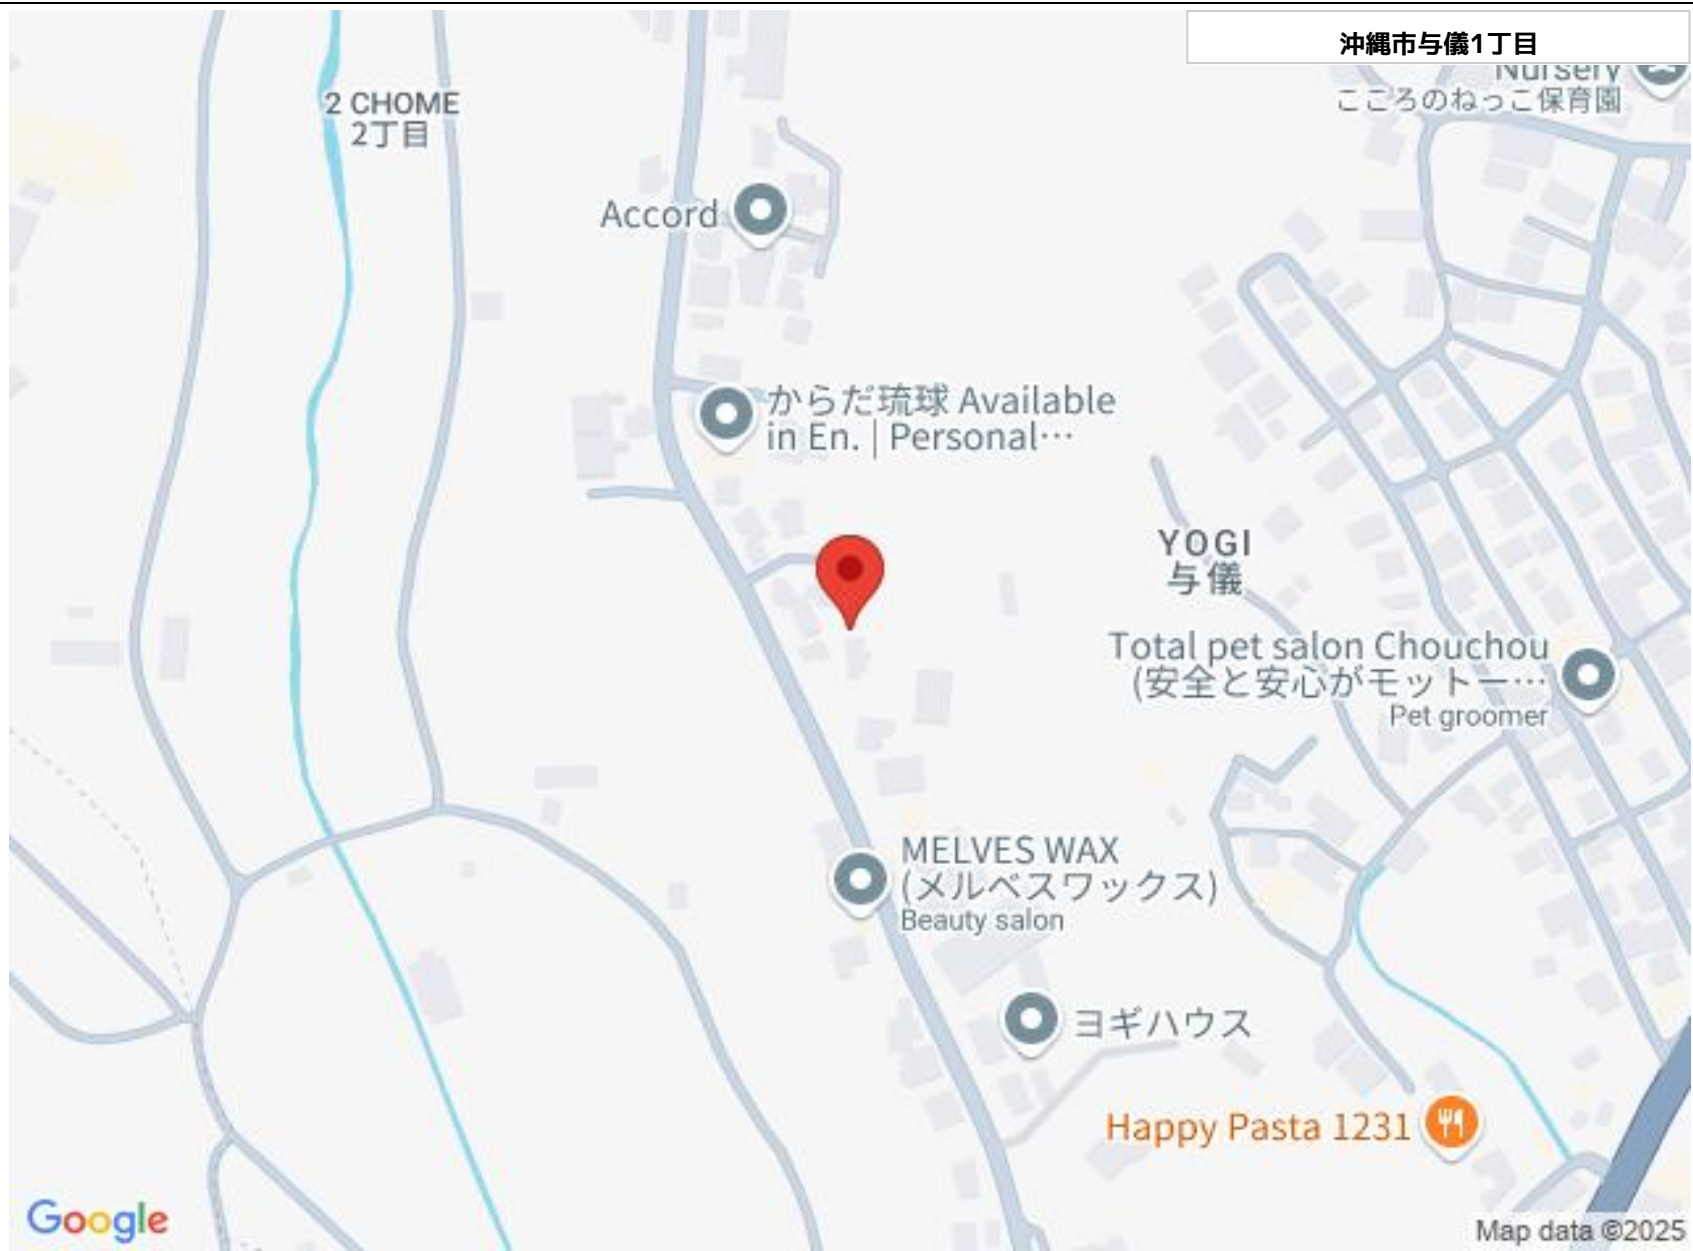 沖縄市与儀1丁目
Nursery
こころのねっこ保育園
2 CHOME
2丁目
Accord
からだ琉球 Available
in En. | Personal…
YOGI
与儀
Total pet salon Chouchou
(安全と安心がモットー…
Pet groomer
MELVES WAX
(メルベスワックス)
Beauty salon
ヨギハウス
Happy Pasta 1231
Google
Map data ©2025